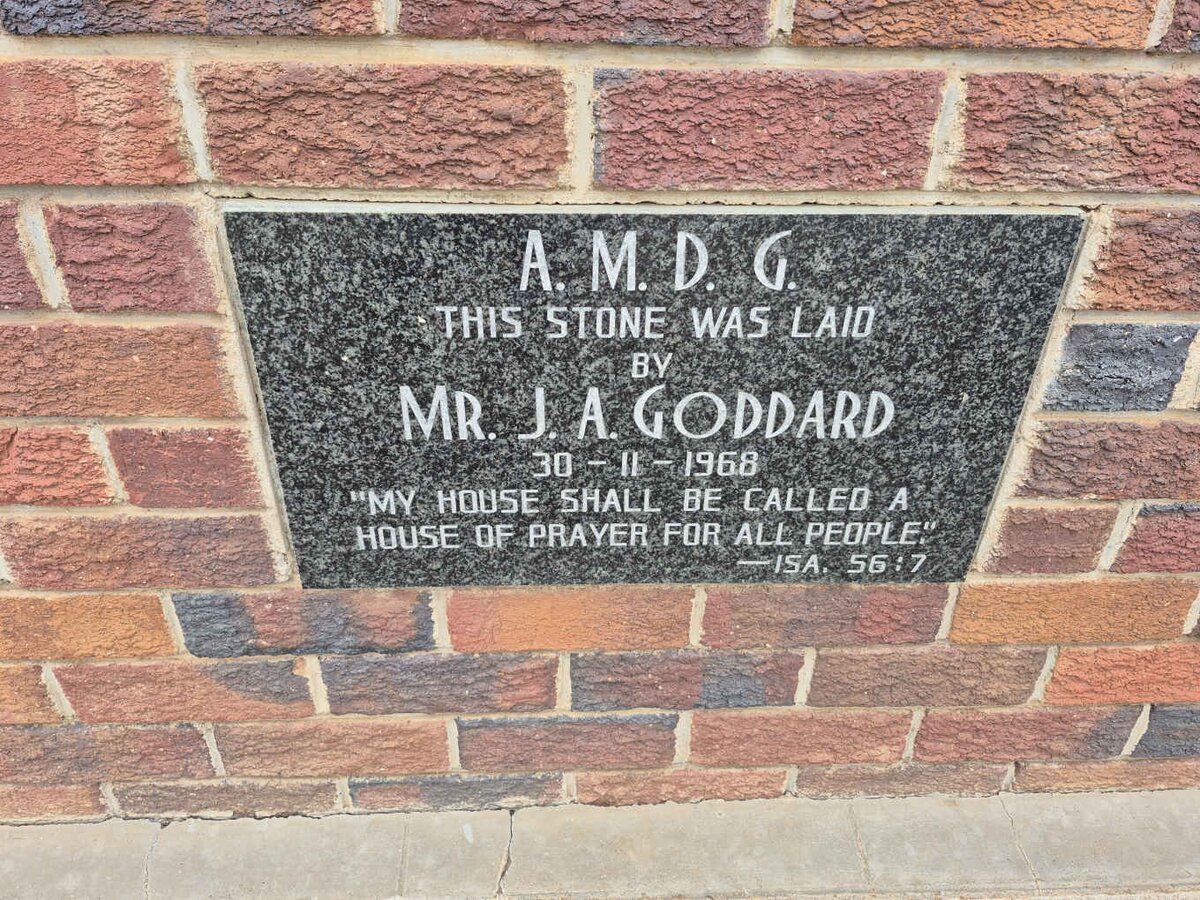 A. M. D. G.
THIS STONE WAS LAID
BY
MR. J. A. GODDARD
30 - 11 - 1968
"MY HOUSE SHALL BE CALLED A
HOUSE OF PRAYER FOR ALL PEOPLE."
—ISA. 56:7